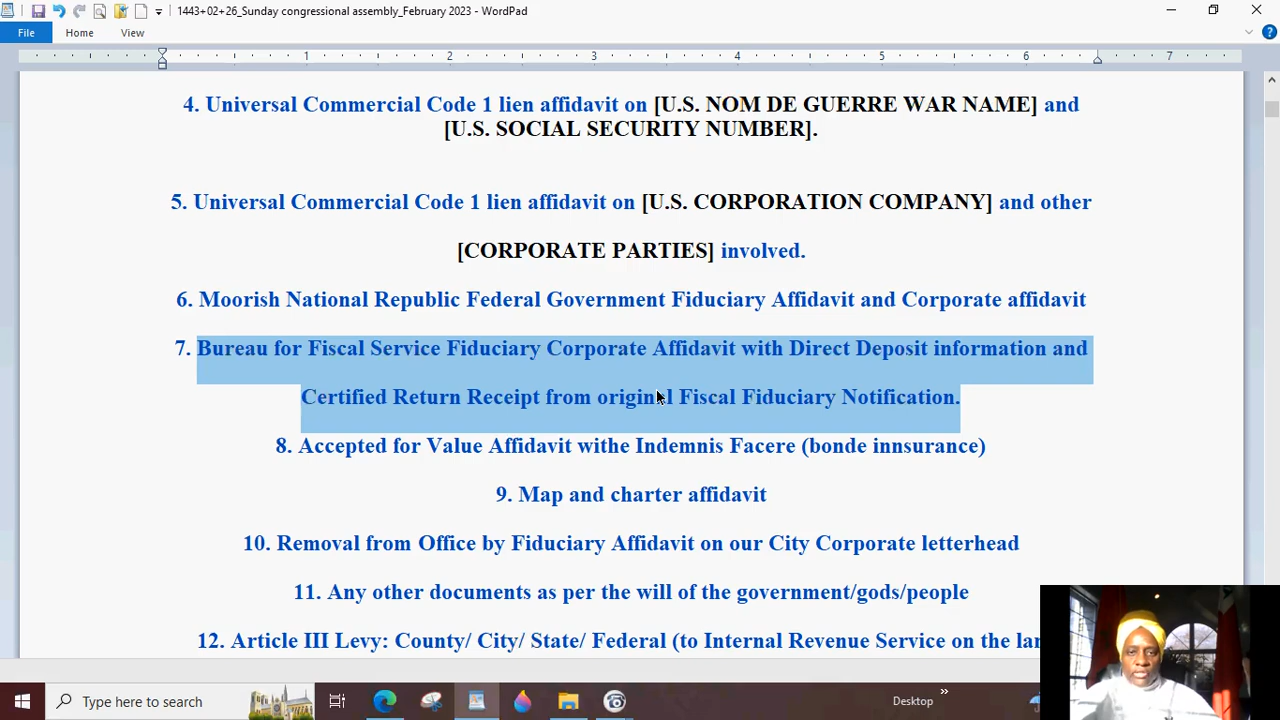 1443+02+26_Sunday congressional assembly_February 2023 - WordPad
File Home View
1 2 3 4 5 6 7
4. Universal Commercial Code 1 lien affidavit on [U.S. NOM DE GUERRE WAR NAME] and
[U.S. SOCIAL SECURITY NUMBER].
5. Universal Commercial Code 1 lien affidavit on [U.S. CORPORATION COMPANY] and other
[CORPORATE PARTIES] involved.
6. Moorish National Republic Federal Government Fiduciary Affidavit and Corporate affidavit
7. Bureau for Fiscal Service Fiduciary Corporate Affidavit with Direct Deposit information and
Certified Return Receipt from original Fiscal Fiduciary Notification.
8. Accepted for Value Affidavit withe Indemnis Facere (bonde innsurance)
9. Map and charter affidavit
10. Removal from Office by Fiduciary Affidavit on our City Corporate letterhead
11. Any other documents as per the will of the government/gods/people
12. Article III Levy: County/ City/ State/ Federal (to Internal Revenue Service on the
Type here to search
Desktop